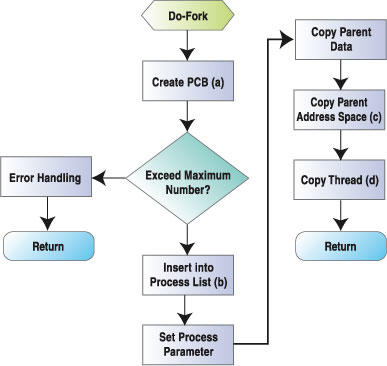 Do-Fork
Create PCB (a)
Exceed Maximum
Number?
Error Handling
Return
Insert into
Process List (b)
Set Process
Parameter
Copy Parent
Data
Copy Parent
Address Space (c)
Copy Thread (d)
Return